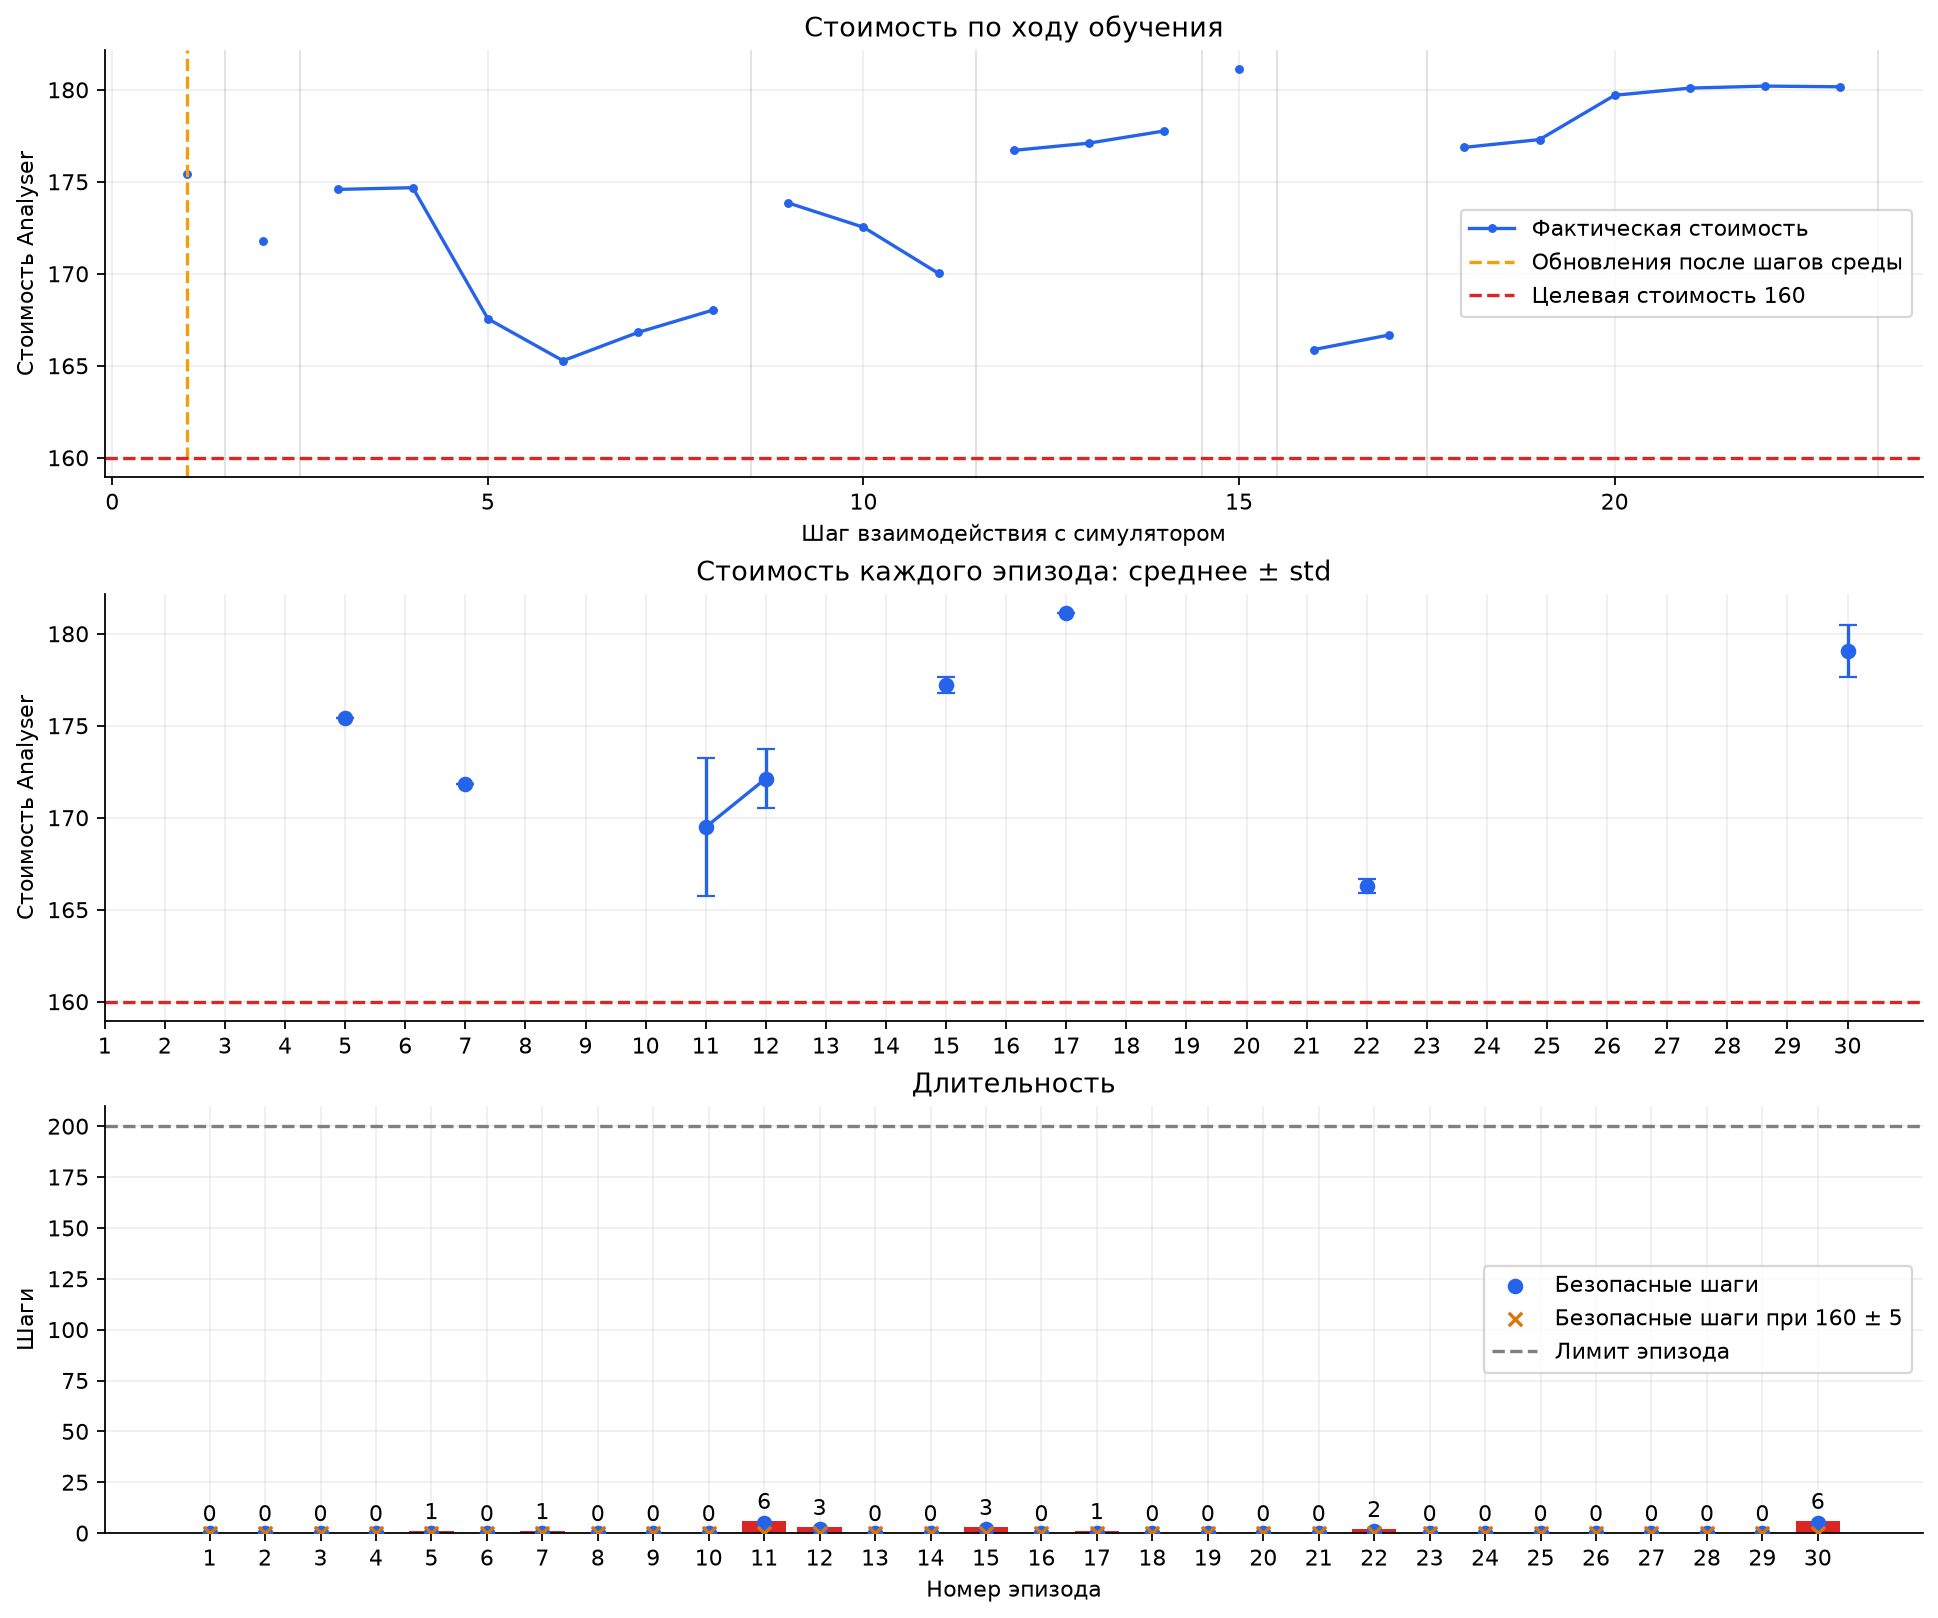 Стоимость по ходу обучения
Стоимость Analyser
180
175
170
165
160
Фактическая стоимость
Обновления после шагов среды
Целевая стоимость 160
0 5 10 15 20
Шаг взаимодействия с симулятором
Стоимость каждого эпизода: среднее ± std
Стоимость Analyser
180
175
170
165
160
1 2 3 4 5 6 7 8 9 10 11 12 13 14 15 16 17 18 19 20 21 22 23 24 25 26 27 28 29 30
Длительность
Шаги
200
175
150
125
100
75
50
25
0
Безопасные шаги
Безопасные шаги при 160 ± 5
Лимит эпизода
0 0 0 0 1 0 1 0 0 0 6 3 0 0 3 0 1 0 0 0 0 2 0 0 0 0 0 0 0 6
1 2 3 4 5 6 7 8 9 10 11 12 13 14 15 16 17 18 19 20 21 22 23 24 25 26 27 28 29 30
Номер эпизода